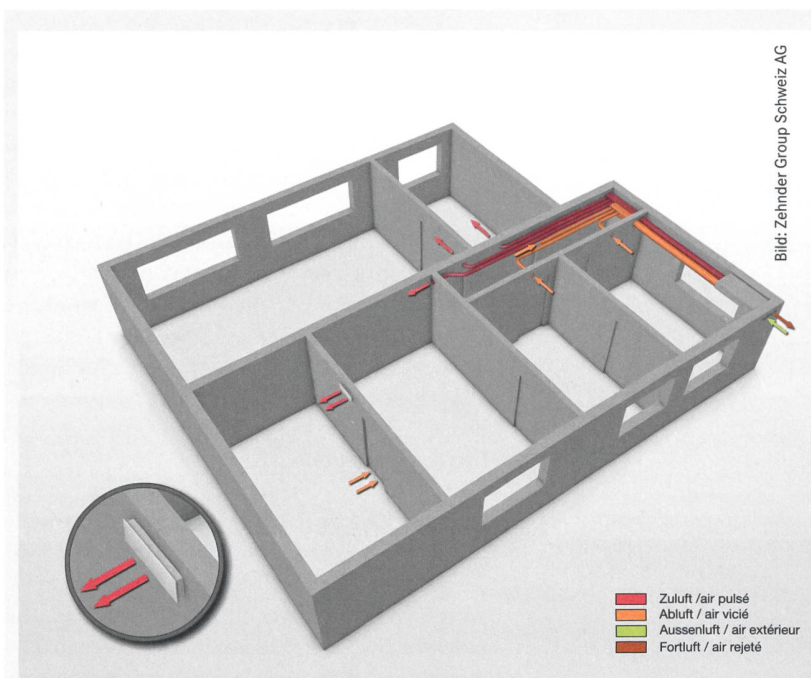 Bild: Zehnder Group Schweiz AG
Zuluft /air pulsé
Abluft / air vicié
Aussenluft / air extérieur
Fortluft / air rejeté